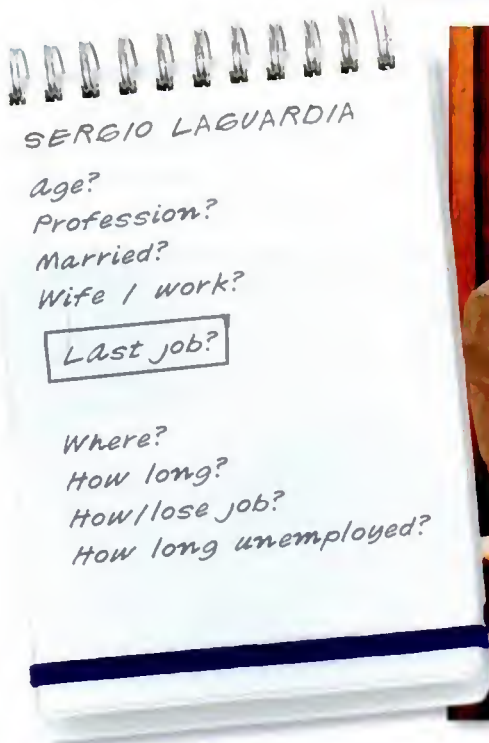 SERGIO LAGUARDIA
Age?
Profession?
Married?
Wife / work?
Last job?
Where?
How long?
How/lose job?
How long unemployed?